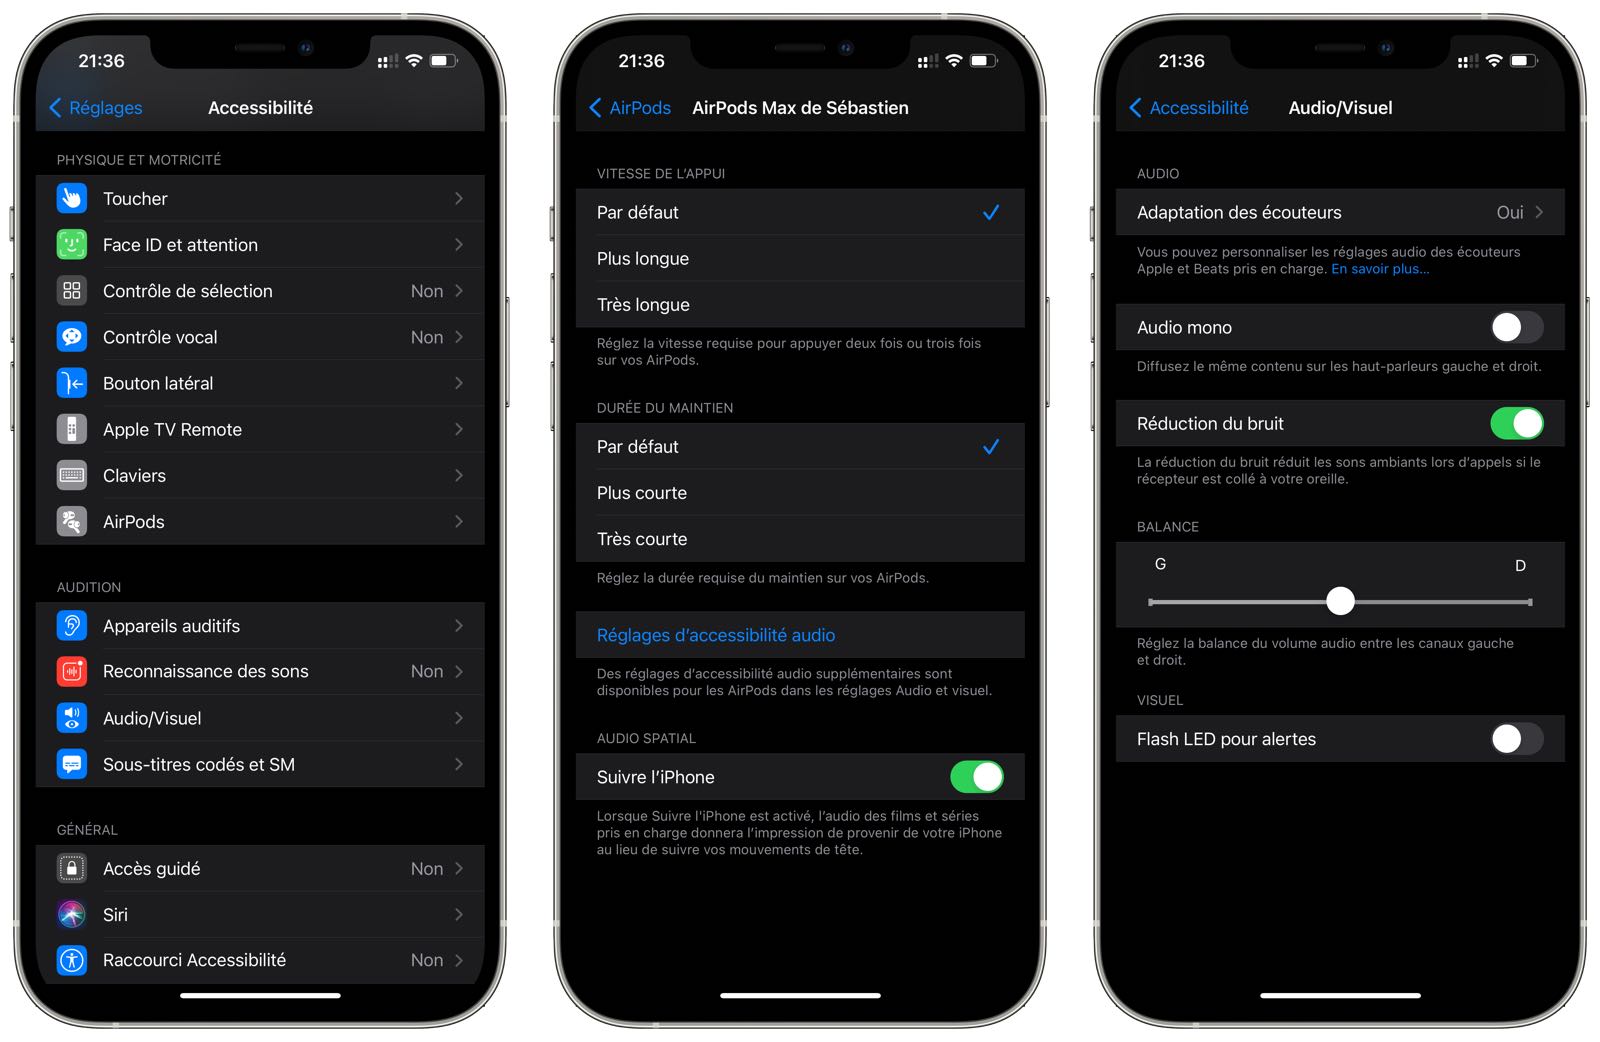 21:36
Réglages
Accessibilité
PHYSIQUE ET MOTRICITÉ
Toucher
Face ID et attention
Contrôle de sélection Non
Contrôle vocal Non
Bouton latéral
Apple TV Remote
Claviers
AirPods
AUDITION
Appareils auditifs
Reconnaissance des sons Non
Audio/Visuel
Sous-titres codés et SM
GÉNÉRAL
Accès guidé Non
Siri
Raccourci Accessibilité Non
21:36
AirPods
AirPods Max de Sébastien
VITESSE DE L’APPUI
Par défaut
Plus longue
Très longue
Réglez la vitesse requise pour appuyer deux fois ou trois fois
sur vos AirPods.
DURÉE DU MAINTIEN
Par défaut
Plus courte
Très courte
Réglez la durée requise du maintien sur vos AirPods.
Réglages d’accessibilité audio
Des réglages d’accessibilité audio supplémentaires sont
disponibles pour les AirPods dans les réglages Audio et visuel.
AUDIO SPATIAL
Suivre l’iPhone
Lorsque Suivre l’iPhone est activé, l’audio des films et séries
pris en charge donnera l’impression de provenir de votre iPhone
au lieu de suivre vos mouvements de tête.
21:36
Accessibilité
Audio/Visuel
AUDIO
Adaptation des écouteurs Oui
Vous pouvez personnaliser les réglages audio des écouteurs
Apple et Beats pris en charge. En savoir plus…
Audio mono
Diffusez le même contenu sur les haut-parleurs gauche et droit.
Réduction du bruit
La réduction du bruit réduit les sons ambiants lors d’appels si le
récepteur est collé à votre oreille.
BALANCE
G D
Réglez la balance du volume audio entre les canaux gauche
et droit.
VISUEL
Flash LED pour alertes